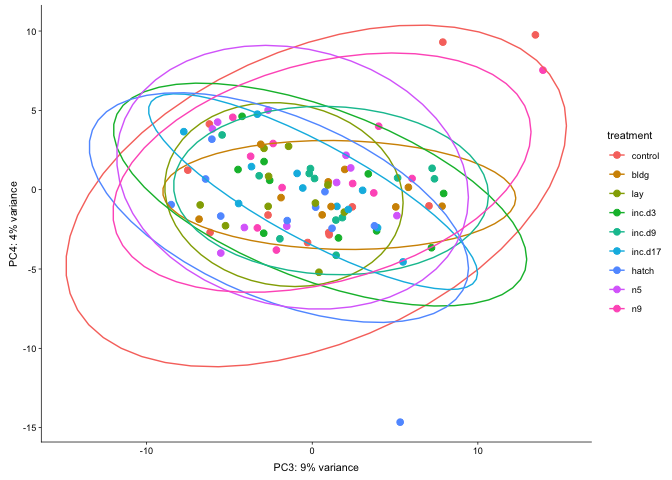 10
5
0
-5
-10
-15
PC4: 4% variance
-10
0
10
PC3: 9% variance
treatment
control
bldg
lay
inc.d3
inc.d9
inc.d17
hatch
n5
n9